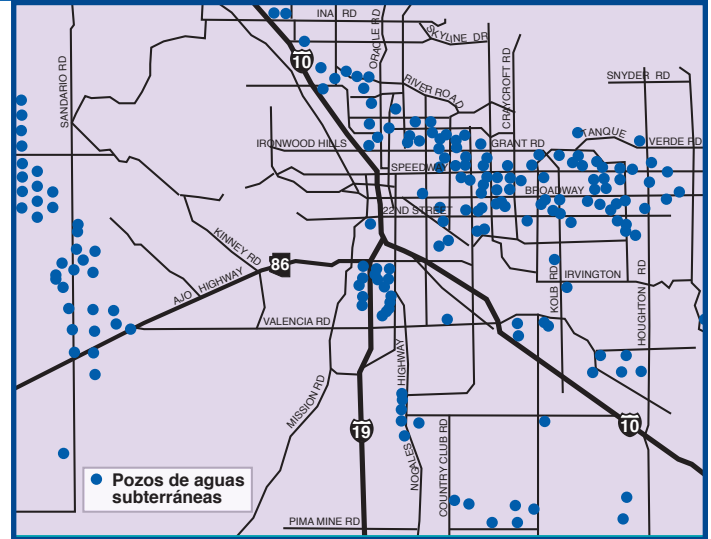 INA RD
SKYLINE DR
ORACLE RD
10
SANDARIO RD
CRAYCROFT RD
SNYDER RD
RIVER ROAD
IRONWOOD HILLS
GRANT RD
TANQUE
VERDE RD
SPEEDWAY
BROADWAY
22ND STREET
KINNEY RD
86
AJO HIGHWAY
IRVINGTON
RD
KOLB RD
HOUGHTON
VALENCIA RD
MISSION RD
HIGHWAY
NOGALES
COUNTRY CLUB RD
19
10
Pozos de aguas
subterráneas
PIMA MINE RD